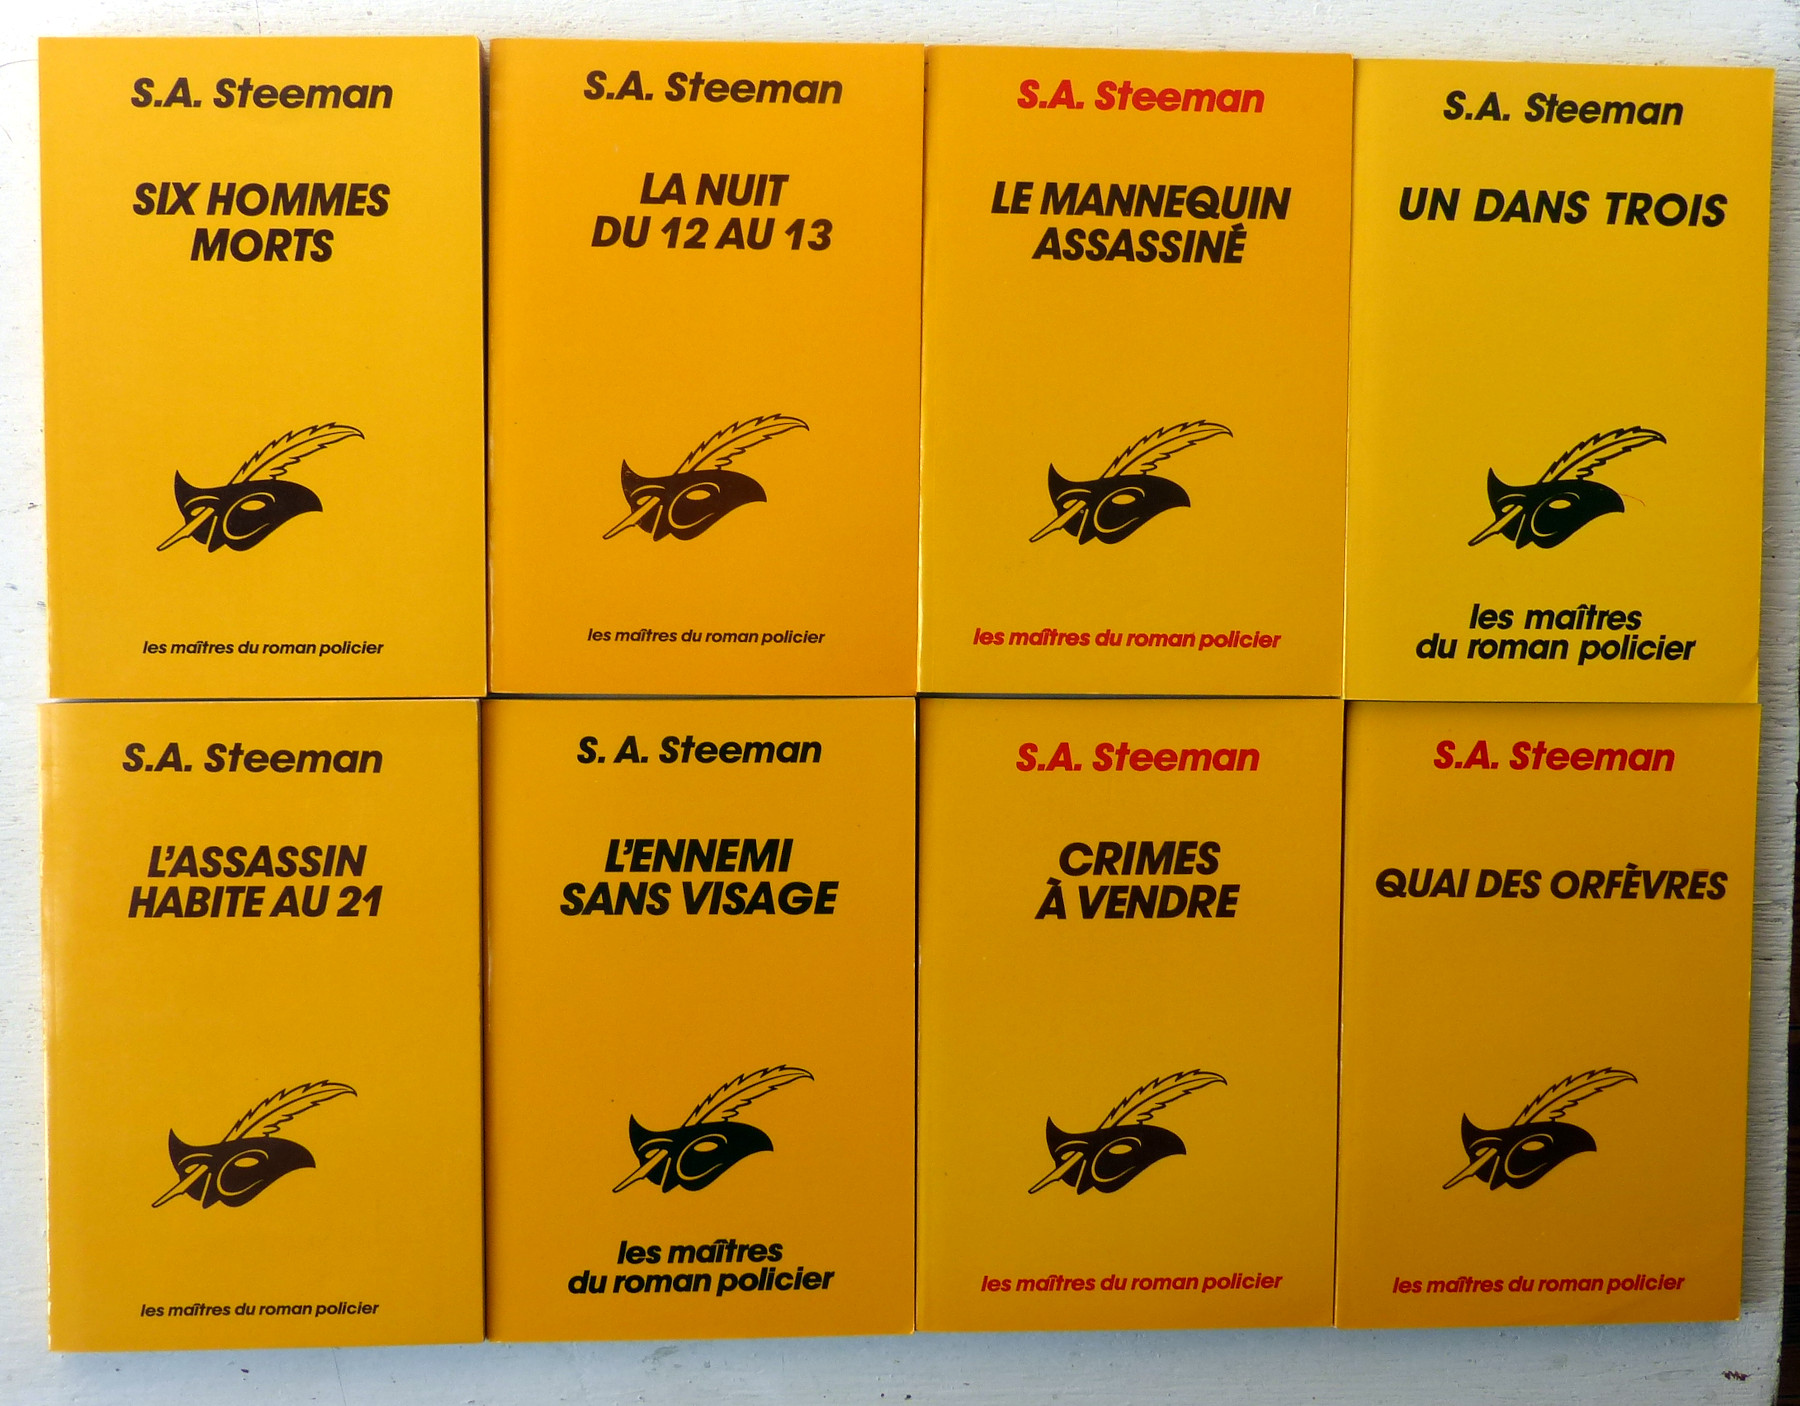 S.A. Steeman
SIX HOMMES
MORTS
les maîtres du roman policier
S.A. Steeman
LA NUIT
DU 12 AU 13
les maîtres du roman policier
S.A. Steeman
LE MANNEQUIN
ASSASSINÉ
les maîtres du roman policier
S.A. Steeman
UN DANS TROIS
les maîtres
du roman policier
S.A. Steeman
L'ASSASSIN
HABITE AU 21
les maîtres du roman policier
S. A. Steeman
L'ENNEMI
SANS VISAGE
les maîtres
du roman policier
S.A. Steeman
CRIMES
À VENDRE
les maîtres du roman policier
S.A. Steeman
QUAI DES ORFÈVRES
les maîtres du roman policier